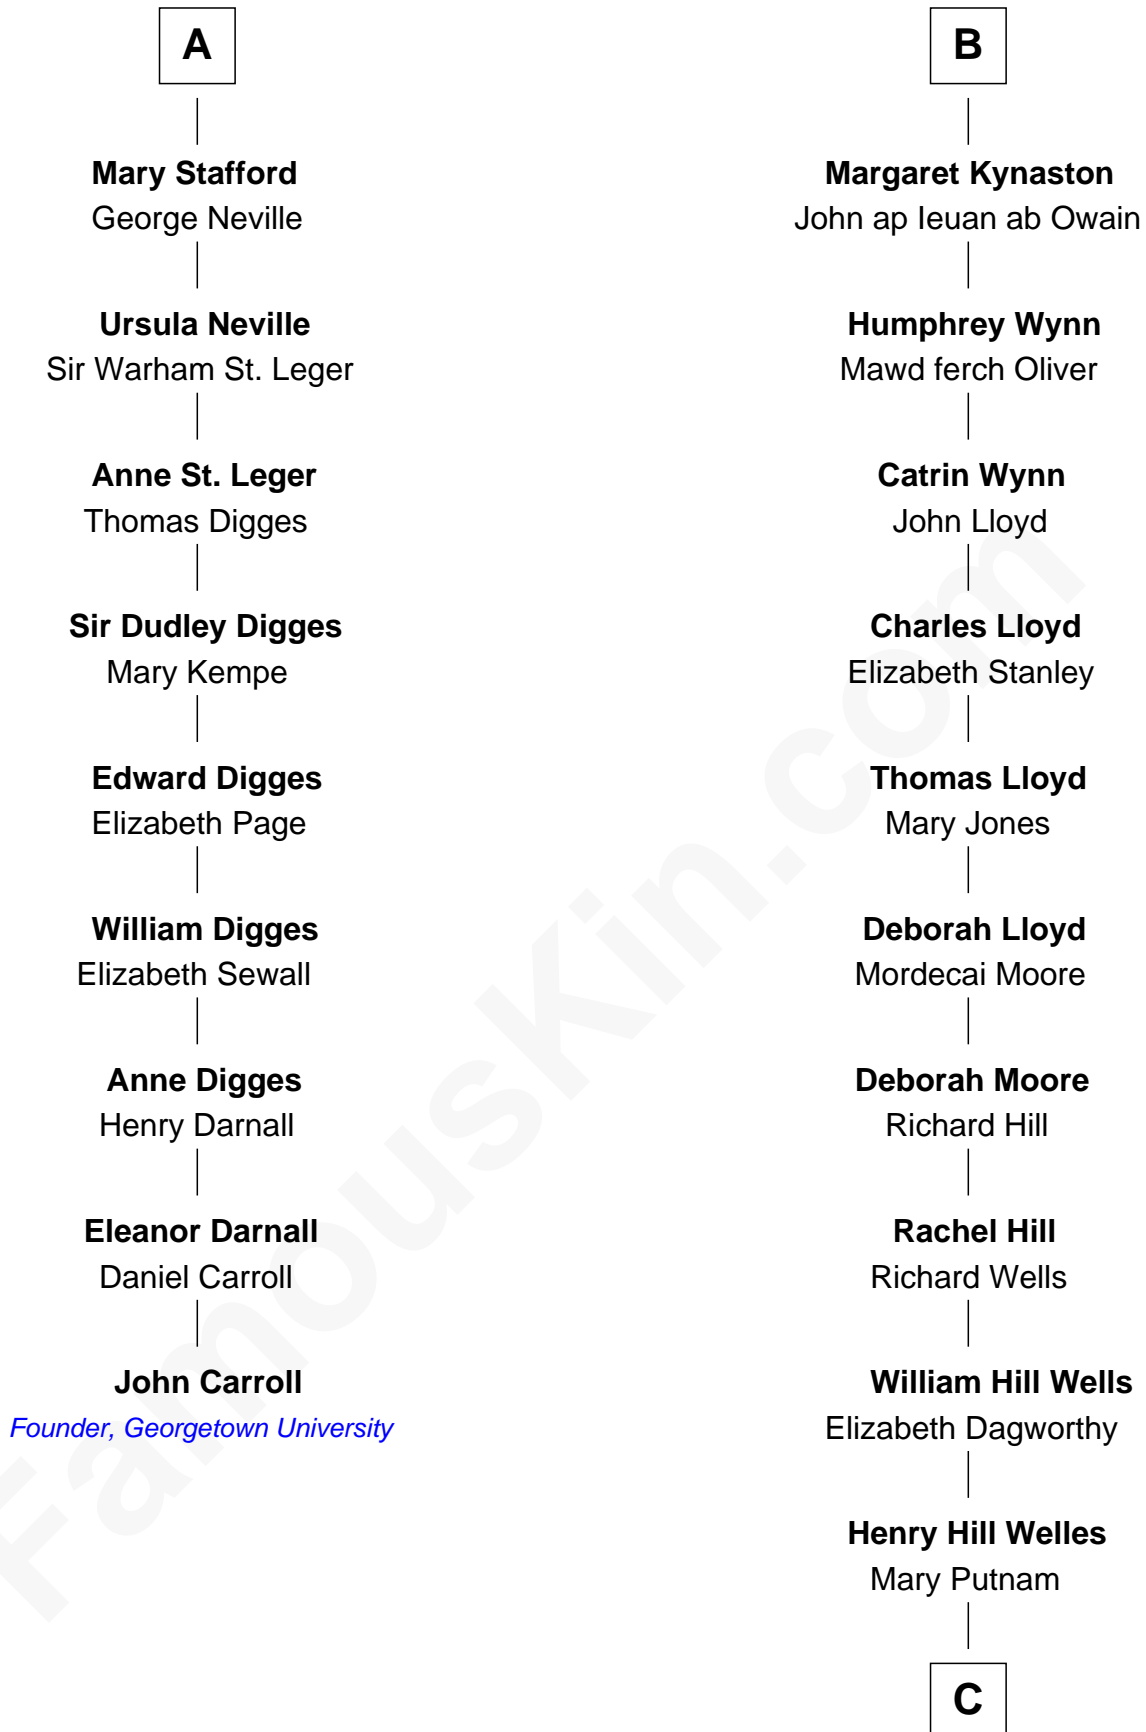 A
Mary Stafford
George Neville
Ursula Neville
Sir Warham St. Leger
Anne St. Leger
Thomas Digges
Sir Dudley Digges
Mary Kempe
Edward Digges
Elizabeth Page
William Digges
Elizabeth Sewall
Anne Digges
Henry Darnall
Eleanor Darnall
Daniel Carroll
John Carroll
Founder, Georgetown University
B
Margaret Kynaston
John ap Ieuan ab Owain
Humphrey Wynn
Mawd ferch Oliver
Catrin Wynn
John Lloyd
Charles Lloyd
Elizabeth Stanley
Thomas Lloyd
Mary Jones
Deborah Lloyd
Mordecai Moore
Deborah Moore
Richard Hill
Rachel Hill
Richard Wells
William Hill Wells
Elizabeth Dagworthy
Henry Hill Welles
Mary Putnam
C
FamousKin.com